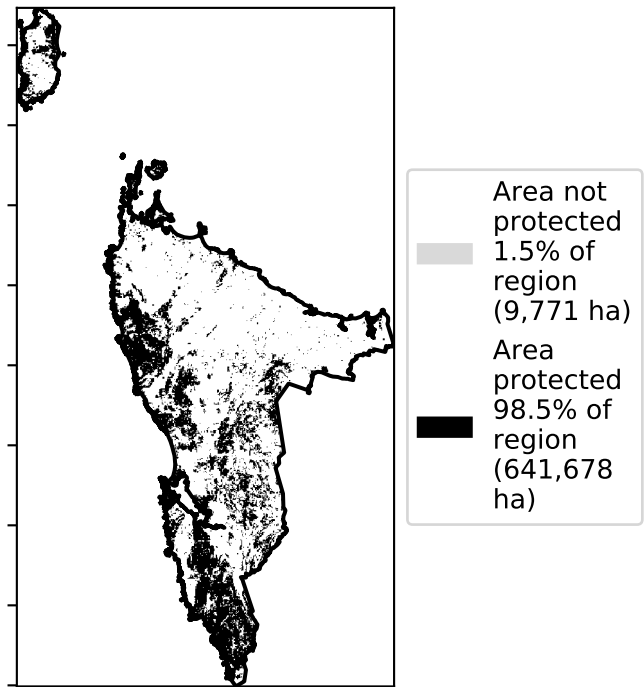 Area not
protected
1.5% of
region
(9,771 ha)
Area
protected
98.5% of
region
(641,678
ha)